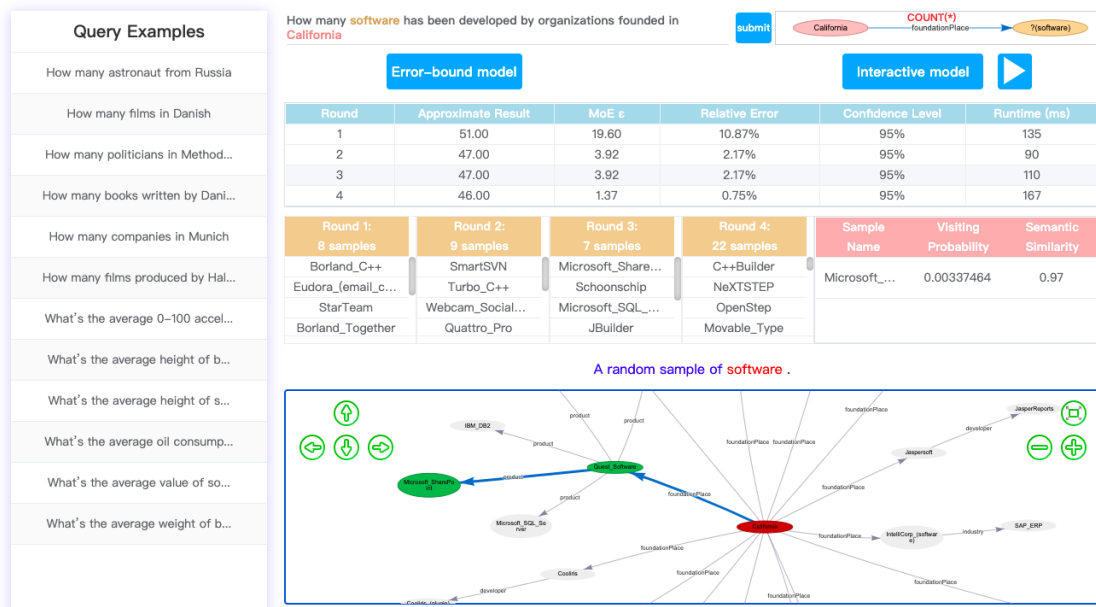 Query Examples
How many astronaut from Russia
How many films in Danish
How many politicians in Method...
How many books written by Dani...
How many companies in Munich
How many films produced by Hal...
What's the average 0-100 accel...
What's the average height of b...
What's the average height of s...
What's the average oil consump...
What's the average value of so...
What's the average weight of b...
How many software has been developed by organizations founded in
California
submit
California
COUNT(*)
foundationPlace
?(software)
Error-bound model
Interactive model
Round Approximate Result MoE ε Relative Error Confidence Level Runtime (ms)
1 51.00 19.60 10.87% 95% 135
2 47.00 3.92 2.17% 95% 90
3 47.00 3.92 2.17% 95% 110
4 46.00 1.37 0.75% 95% 167
Round 1:
8 samples
Borland_C++
Eudora_(email_c...
StarTeam
Borland_Together
Round 2:
9 samples
SmartSVN
Turbo_C++
Webcam_Social...
Quattro_Pro
Round 3:
7 samples
Microsoft_Share...
Schoonschip
Microsoft_SQL_...
JBuilder
Round 4:
22 samples
C++Builder
NeXTSTEP
OpenStep
Movable_Type
Sample Visiting Semantic
Name Probability Similarity
Microsoft_... 0.00337464 0.97
A random sample of software .
product
product
foundationPlace
JasperReports
IBM_DB2
developer
product
foundationPlace
foundationPlace
Jaspersoft
Quest_Software
product
Microsoft_SharePo
int
foundationPlace
foundationPlace
product
Microsoft_SQL_Se
rver
California
SAP_ERP
industry
IntelliCorp_(softwar
e)
foundationPlace
foundationPlace
Cooliris
foundationPlace
foundationPlace
developer
foundationPlace
Cooliris_(plugin)